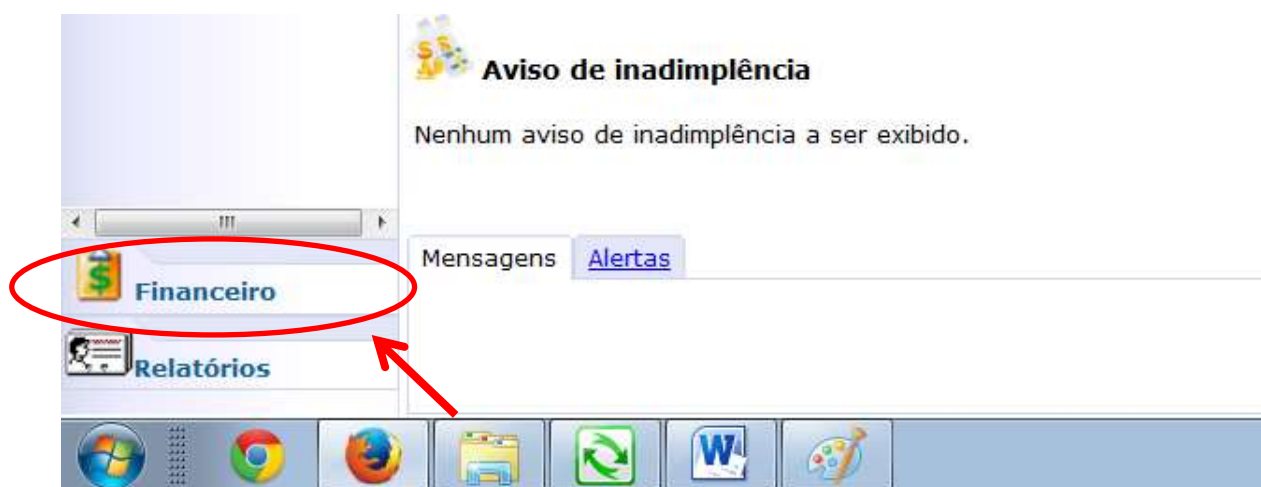 Aviso de inadimplência
Nenhum aviso de inadimplência a ser exibido.
Mensagens Alertas
Financeiro
Relatórios